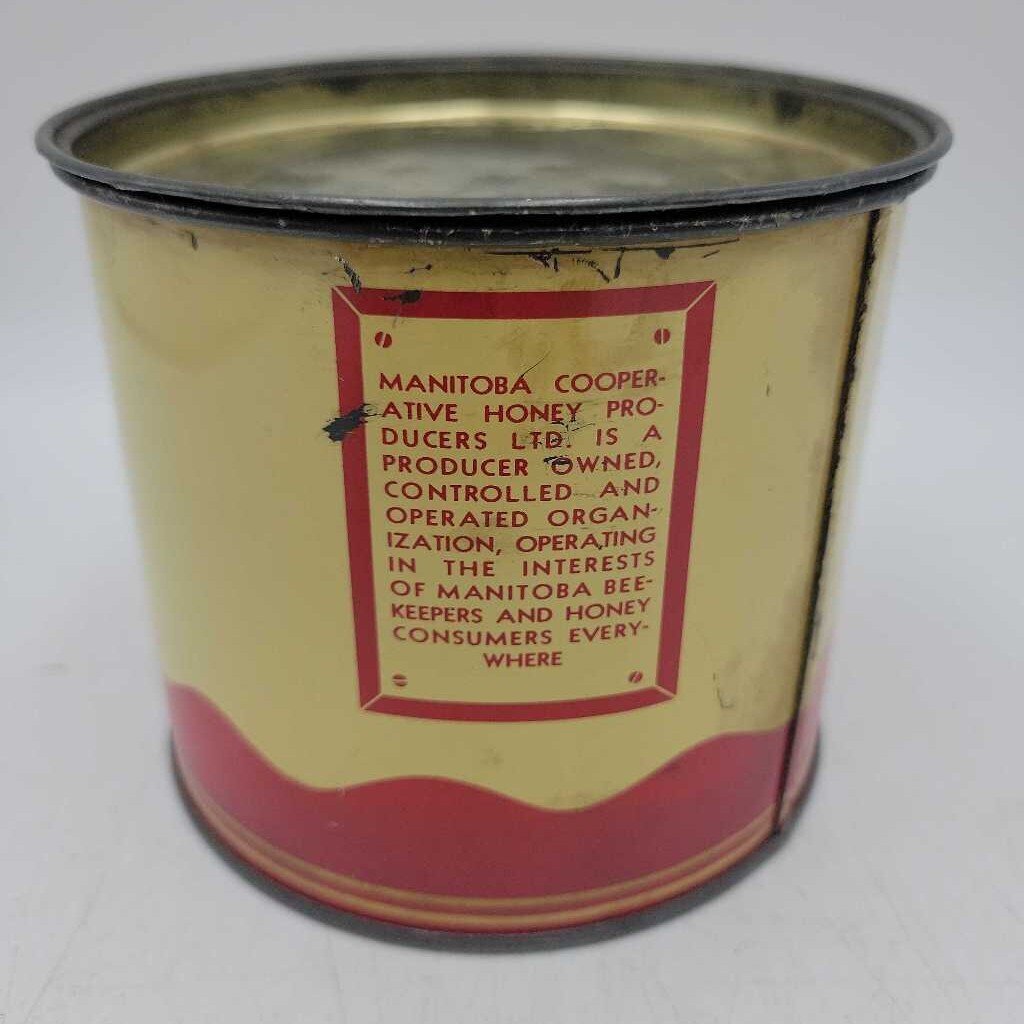 MANITOBA COOPER-
ATIVE HONEY PRO-
DUCERS LTD. IS A
PRODUCER OWNED,
CONTROLLED AND
OPERATED ORGAN-
IZATION, OPERATING
IN THE INTERESTS
OF MANITOBA BEE-
KEEPERS AND HONEY
CONSUMERS EVERY-
WHERE